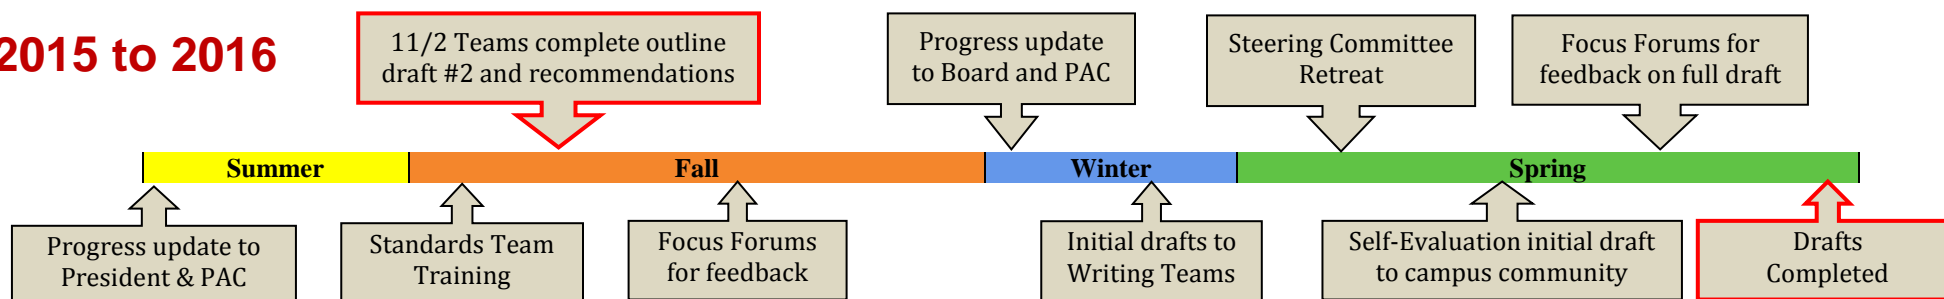 2015 to 2016
11/2 Teams complete outline
draft #2 and recommendations
Progress update
to Board and PAC
Steering Committee
Retreat
Focus Forums for
feedback on full draft
Summer
Fall
Winter
Spring
Progress update to
President & PAC
Standards Team
Training
Focus Forums
for feedback
Initial drafts to
Writing Teams
Self-Evaluation initial draft
to campus community
Drafts
Completed